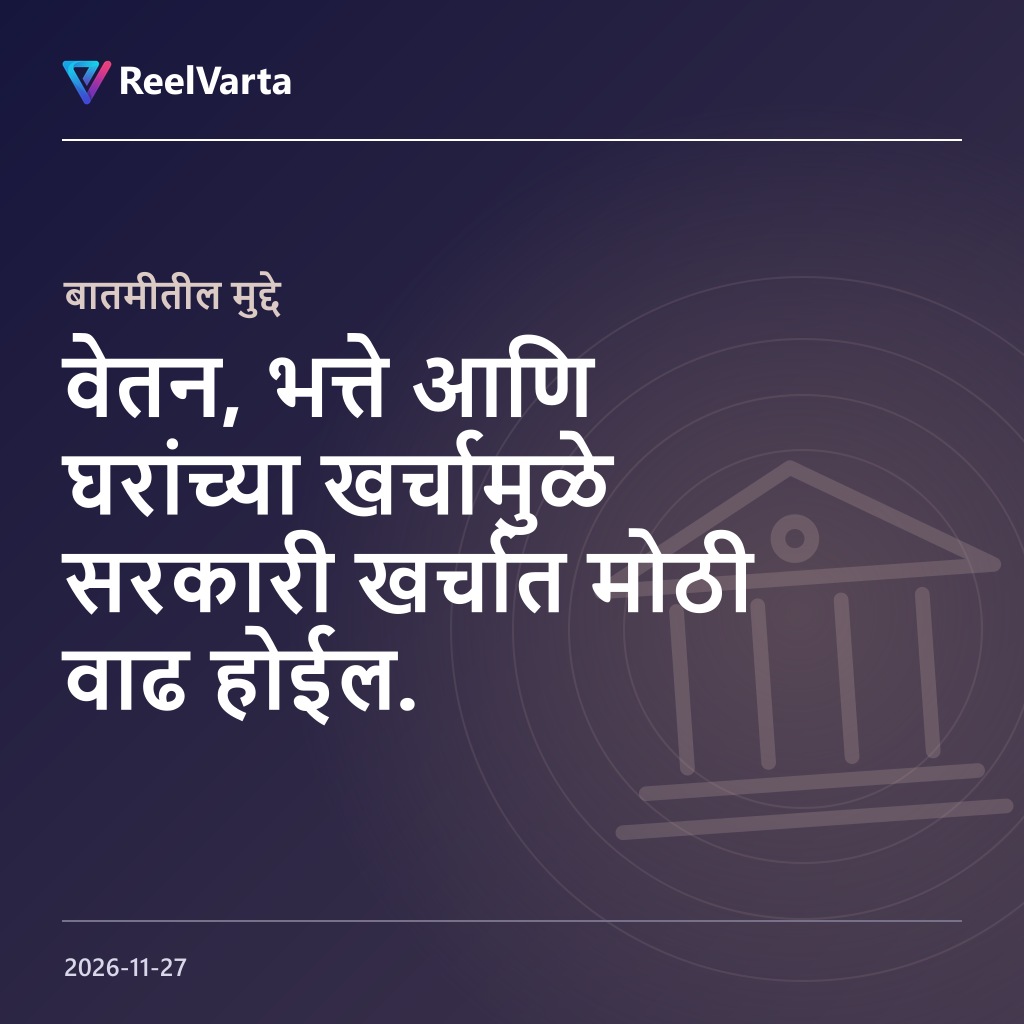 ReelVarta
बातमीतील मुद्दे
वेतन, भत्ते आणि
घरांच्या खर्चामुळे
सरकारी खर्चात मोठी
वाढ होईल.
2026-11-27